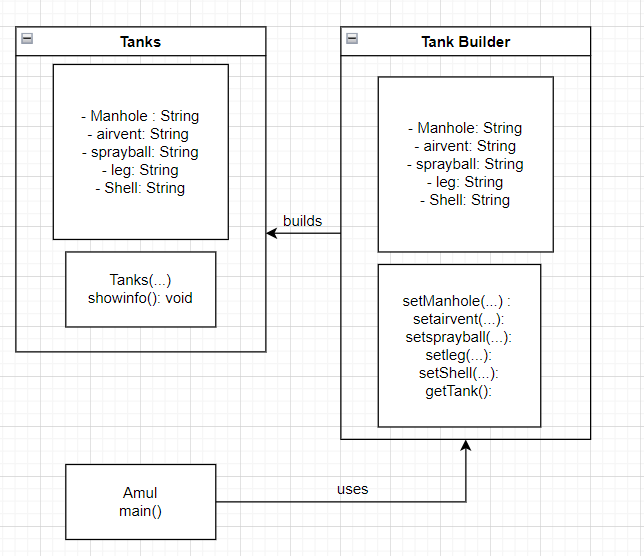 Tanks
- Manhole : String
- airvent: String
- sprayball: String
- leg: String
- Shell: String
Tanks(...)
showinfo(): void
builds
Tank Builder
- Manhole: String
- airvent: String
- sprayball: String
- leg: String
- Shell: String
setManhole(...) :
setairvent(...):
setsprayball(...):
setleg(...):
setShell(...):
getTank():
Amul
main()
uses